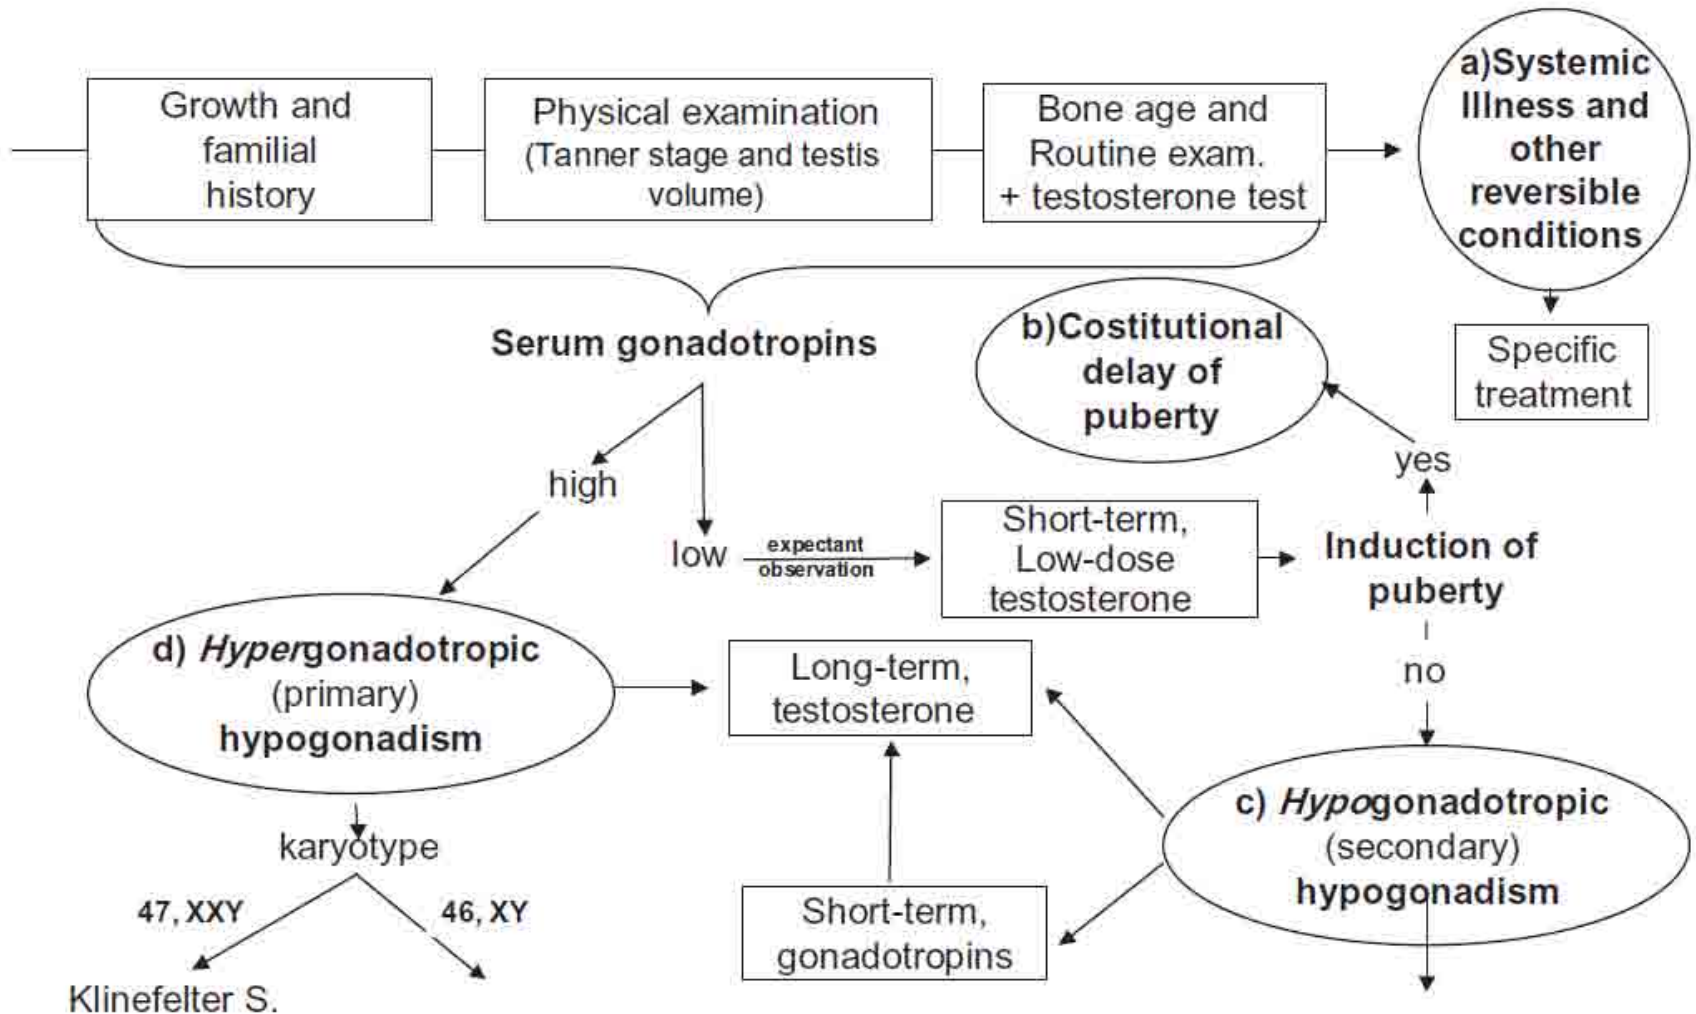 Growth and
familial
history
Physical examination
(Tanner stage and testis
volume)
Bone age and
Routine exam.
+ testosterone test
a)Systemic
Illness and
other
reversible
conditions
Specific
treatment
Serum gonadotropins
b)Costitutional
delay of
puberty
high
low
expectant
observation
Short-term,
Low-dose
testosterone
yes
Induction of
puberty
no
d) Hypergonadotropic
(primary)
hypogonadism
Long-term,
testosterone
c) Hypogonadotropic
(secondary)
hypogonadism
karyotype
47, XXY
46, XY
Klinefelter S.
Short-term,
gonadotropins